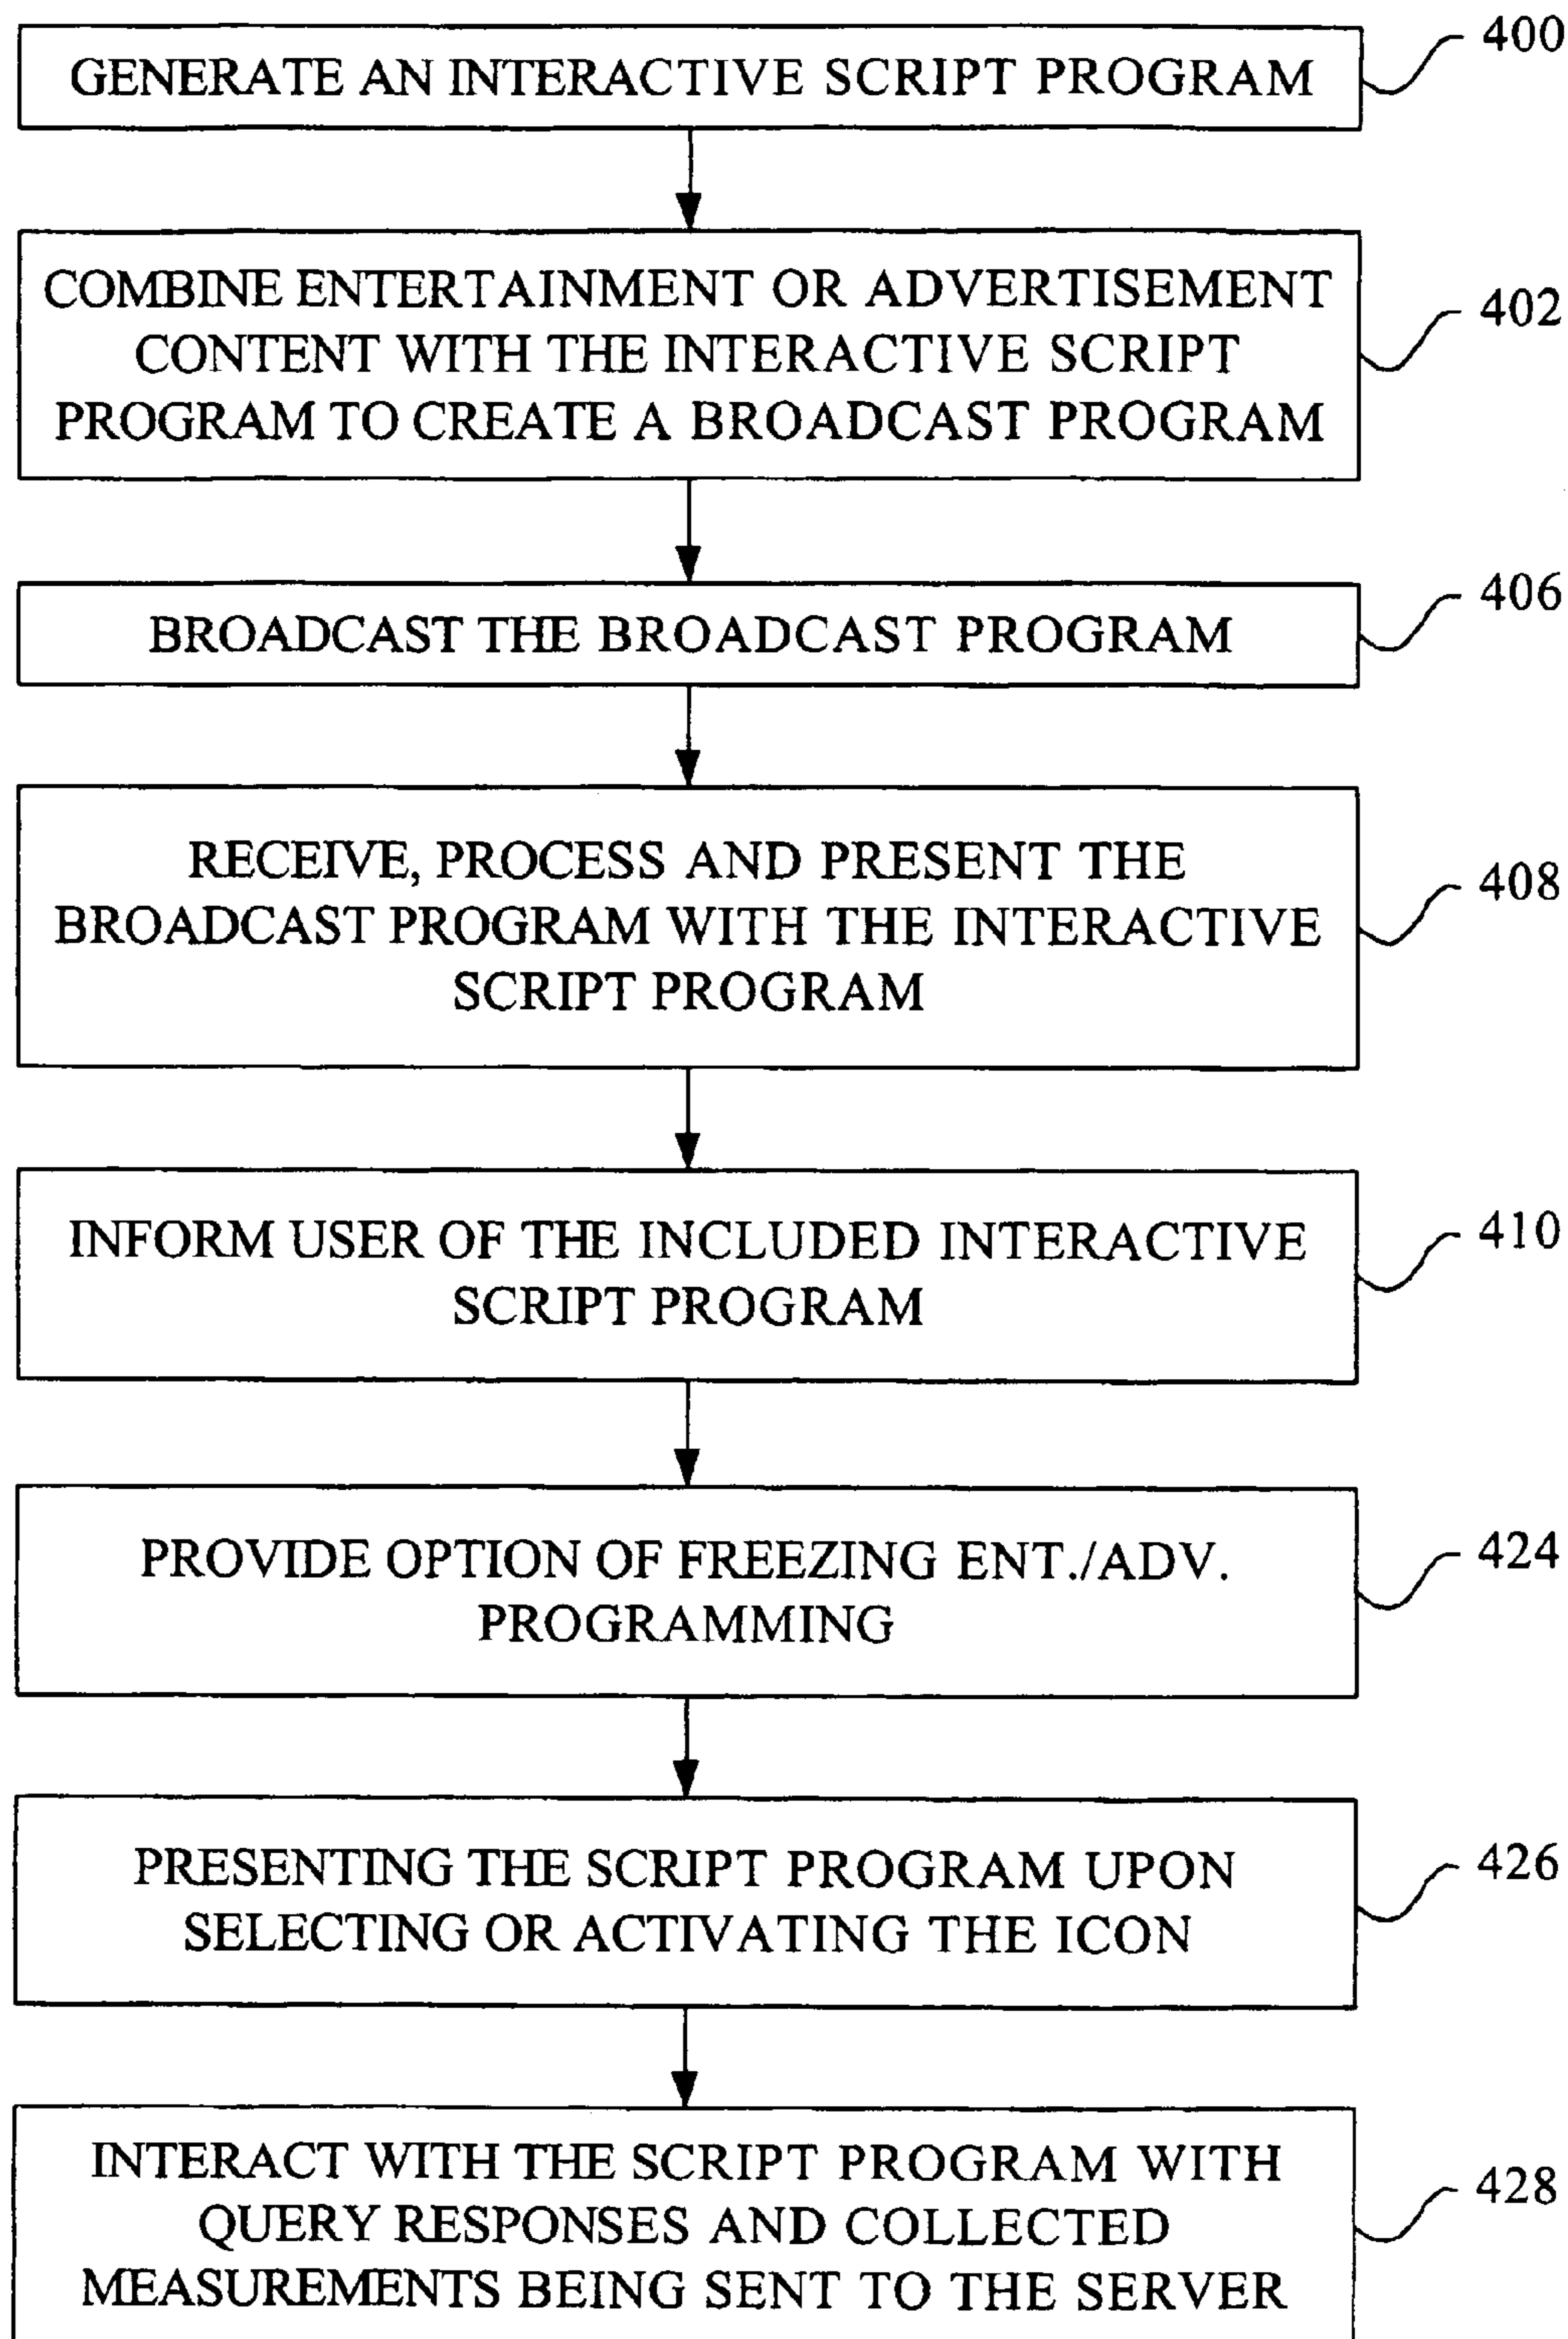 400
GENERATE AN INTERACTIVE SCRIPT PROGRAM
COMBINE ENTERTAINMENT OR ADVERTISEMENT
CONTENT WITH THE INTERACTIVE SCRIPT
PROGRAM TO CREATE A BROADCAST PROGRAM
402
BROADCAST THE BROADCAST PROGRAM
406
RECEIVE, PROCESS AND PRESENT THE
BROADCAST PROGRAM WITH THE INTERACTIVE
SCRIPT PROGRAM
408
INFORM USER OF THE INCLUDED INTERACTIVE
SCRIPT PROGRAM
410
PROVIDE OPTION OF FREEZING ENT./ADV.
PROGRAMMING
424
PRESENTING THE SCRIPT PROGRAM UPON
SELECTING OR ACTIVATING THE ICON
426
INTERACT WITH THE SCRIPT PROGRAM WITH
QUERY RESPONSES AND COLLECTED
MEASUREMENTS BEING SENT TO THE SERVER
428